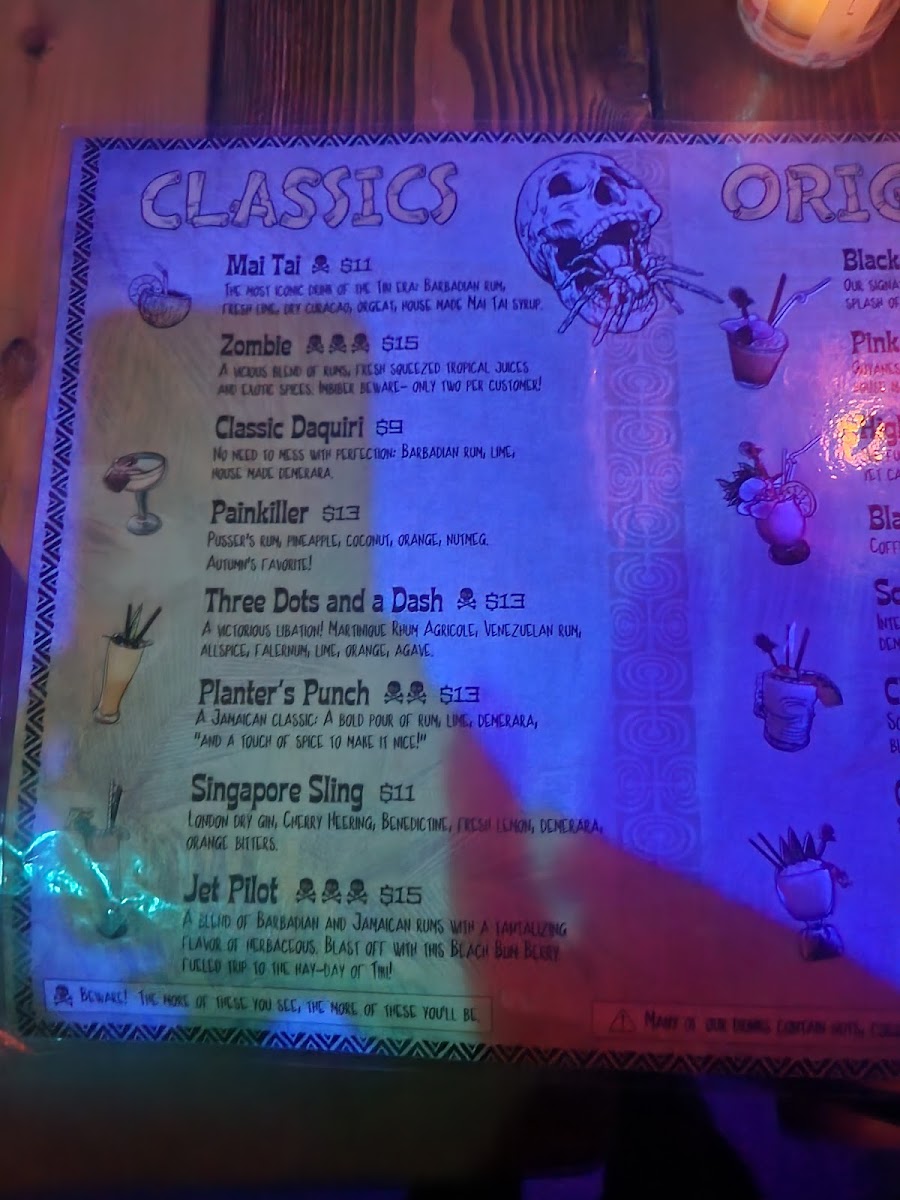 CLASSICS
Mai Tai $11
The most iconic drink of the Tiki era: Barbadian rum,
fresh lime, dry curacao, orgeat, house made Mai Tai syrup.
Zombie $15
A vicious blend of rums, fresh squeezed tropical juices
and exotic spices. Imbiber beware- only two per customer!
Classic Daquiri $9
No need to mess with perfection: Barbadian rum, lime,
house made demerara.
Painkiller $13
Pusser's rum, pineapple, coconut, orange, nutmeg.
Autumn's favorite!
Three Dots and a Dash $13
A victorious libation! Martinique Rhum Agricole, Venezuelan rum,
allspice, falernum, lime, orange, agave.
Planter's Punch $13
A Jamaican classic: A bold pour of rum, lime, demerara,
"and a touch of spice to make it nice!"
Singapore Sling $11
London dry gin, Cherry Heering, Benedictine, fresh lemon, demerara,
orange bitters.
Jet Pilot $15
A blend of Barbadian and Jamaican rums with a tantalizing
flavor of herbaceous. Blast off with this Beach Bum Berry
fueled trip to the hay-day of Tiki!
Beware! The more of these you see, the more of these you'll be.
ORIG
Black
Our signa
splash of
Pink
High
yet ca
Bla
Coff
Sc
Inte
dem
Many of our drinks contain nuts,